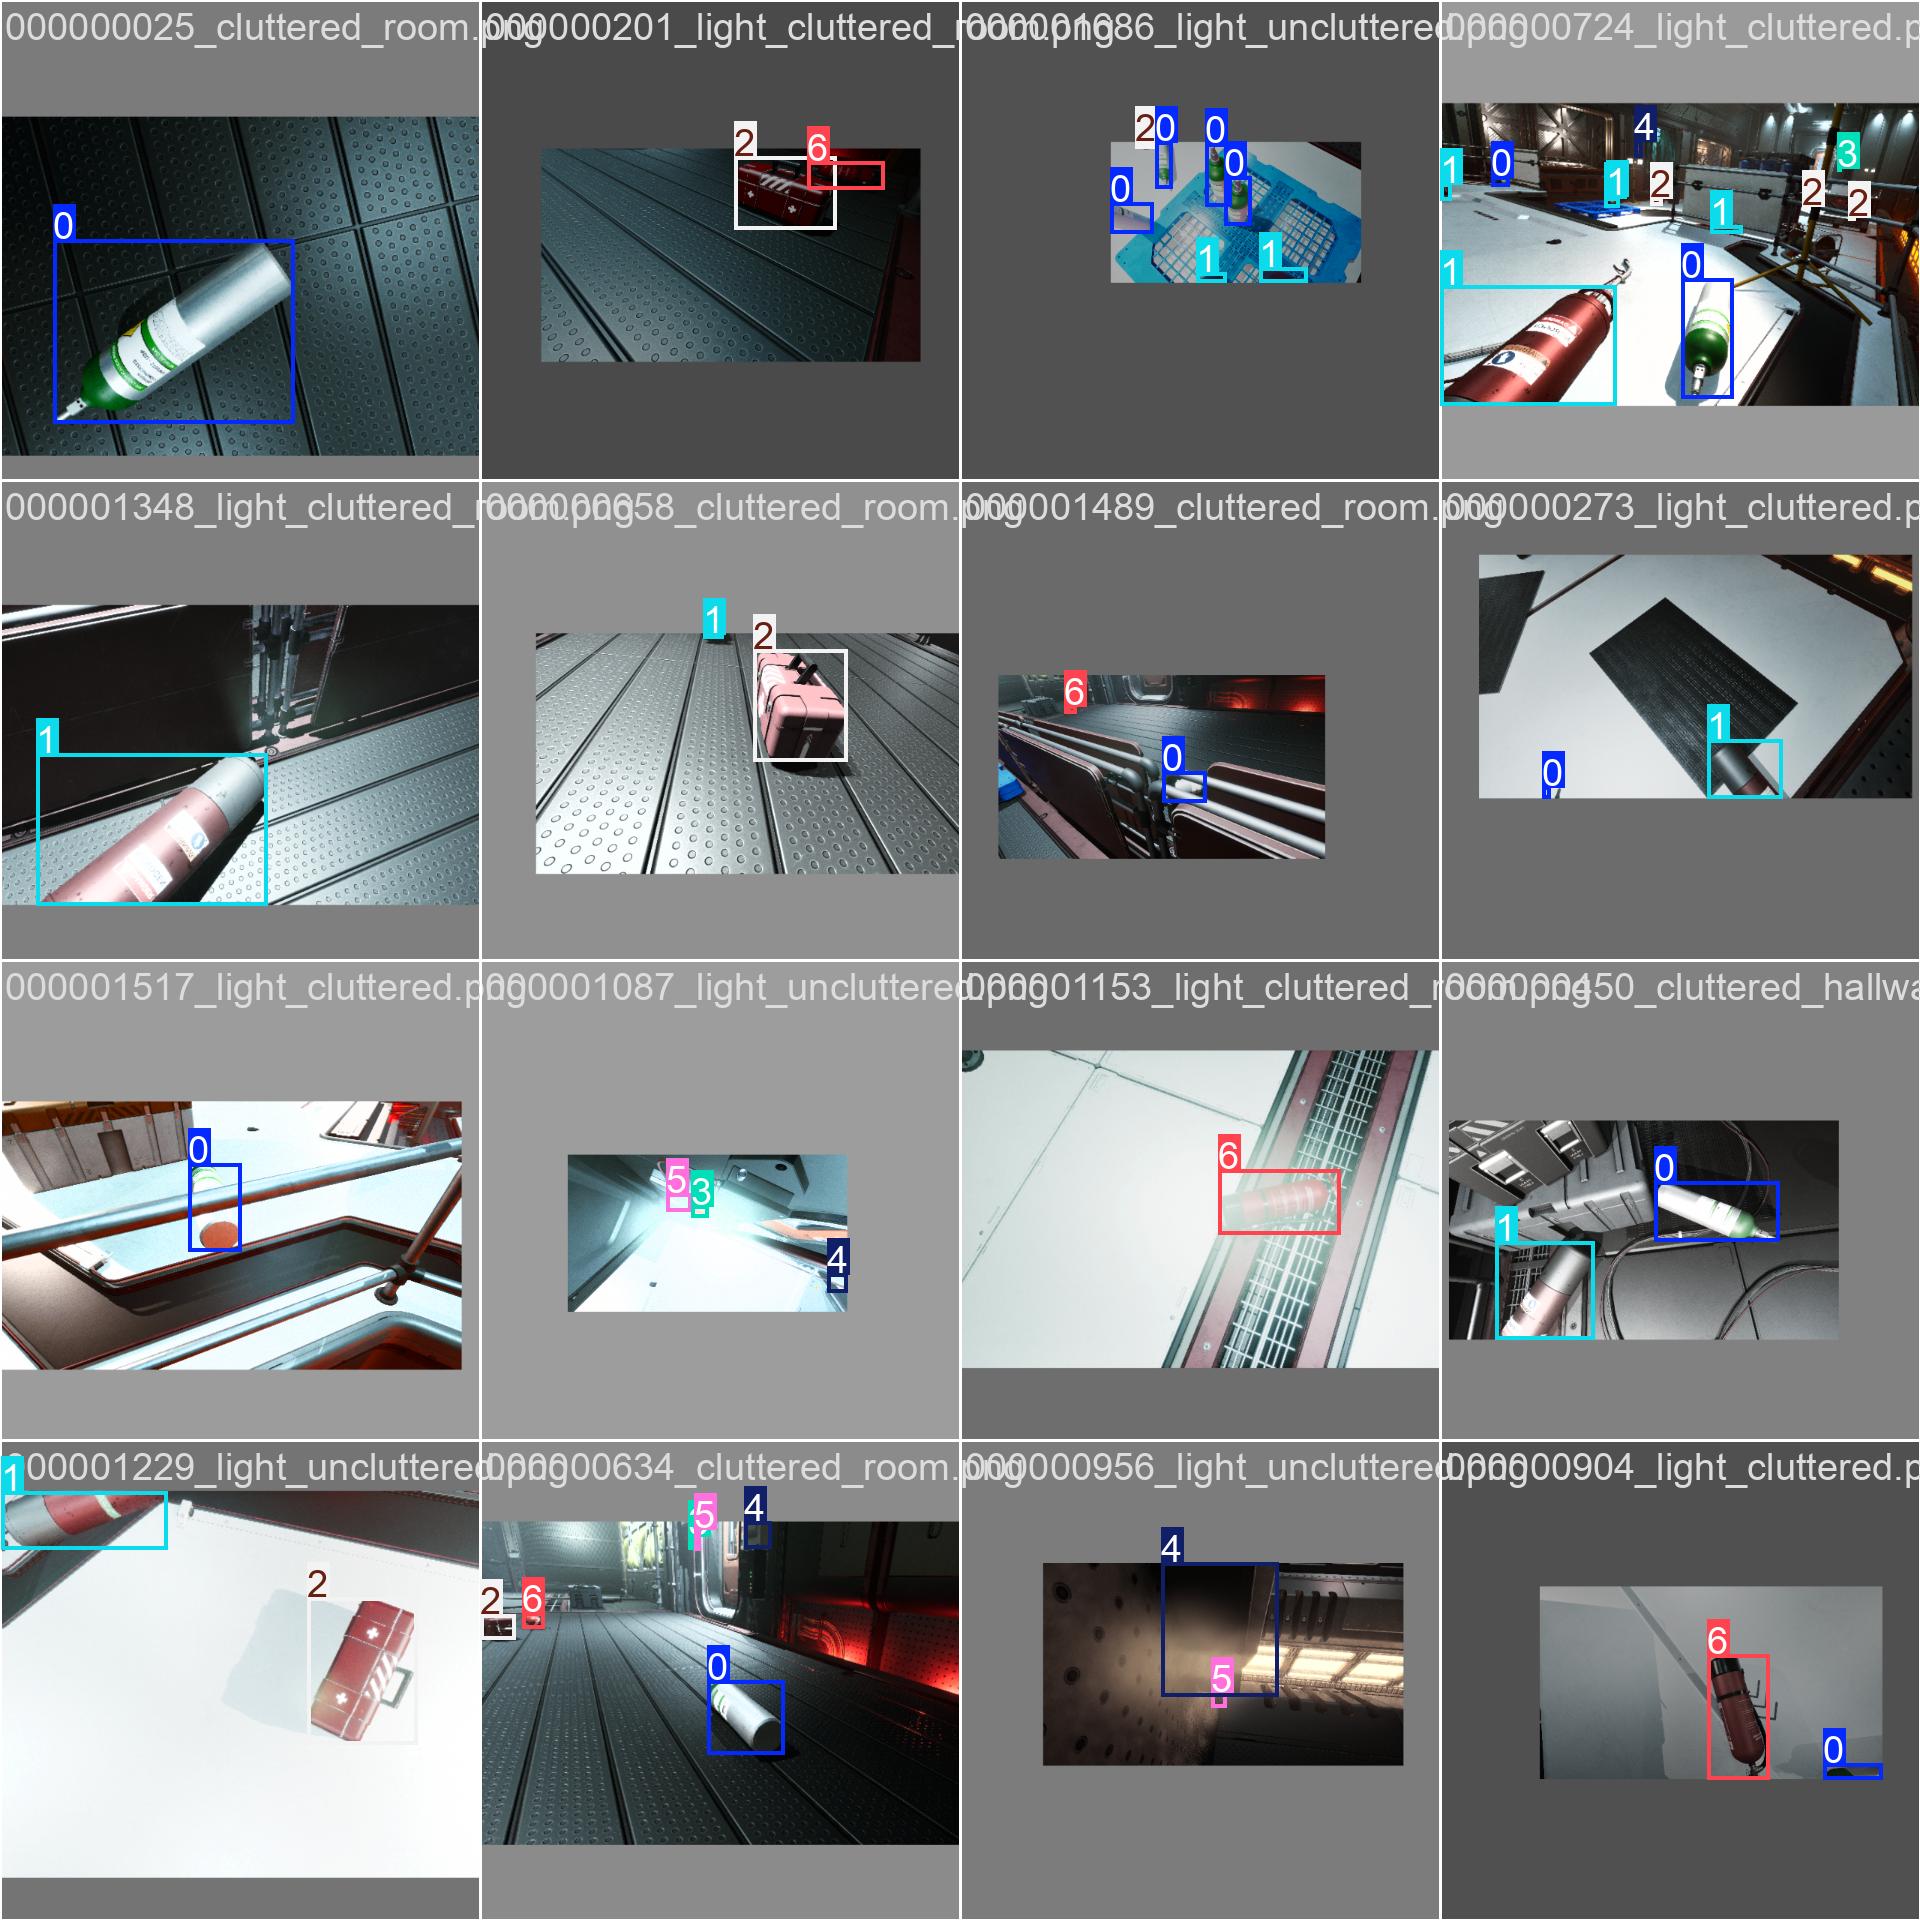 000000025_cluttered_room.png
000000201_light_cluttered_room.png
000001686_light_uncluttered.png
000000724_light_cluttered.p
0
2
6
2
0
0
0
0
1
1
1
0
4
1
2
1
3
2
2
1
0
000001348_light_cluttered_room.png
000000658_cluttered_room.png
000001489_cluttered_room.png
000000273_light_cluttered.p
1
1
2
6
0
1
0
000001517_light_cluttered.png
000001087_light_uncluttered.png
000001153_light_cluttered_room.png
000000450_cluttered_hallwa
0
5
3
4
6
0
1
000001229_light_uncluttered.png
000000634_cluttered_room.png
000000956_light_uncluttered.png
000000904_light_cluttered.p
1
2
5
4
2
6
0
4
5
6
0